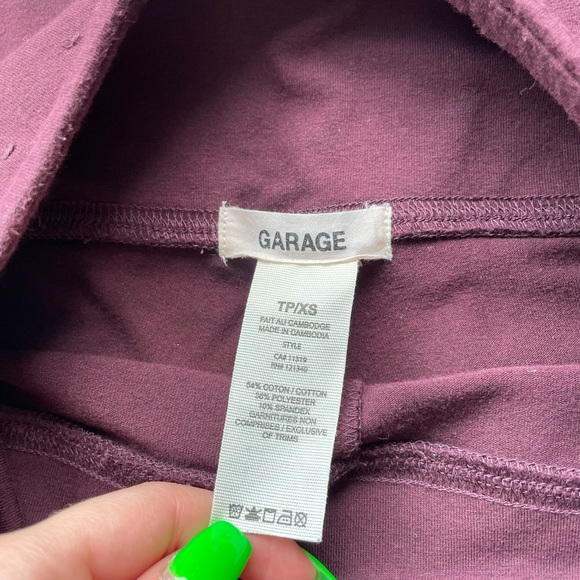 GARAGE
TP/XS
FAIT AU CAMBODGE
MADE IN CAMBODIA
STYLE
CA# 11319
RN# 121340
54% COTON / COTTON
36% POLYESTER
10% SPANDEX
GARNITURES NON
COMPRISES / EXCLUSIVE
OF TRIMS